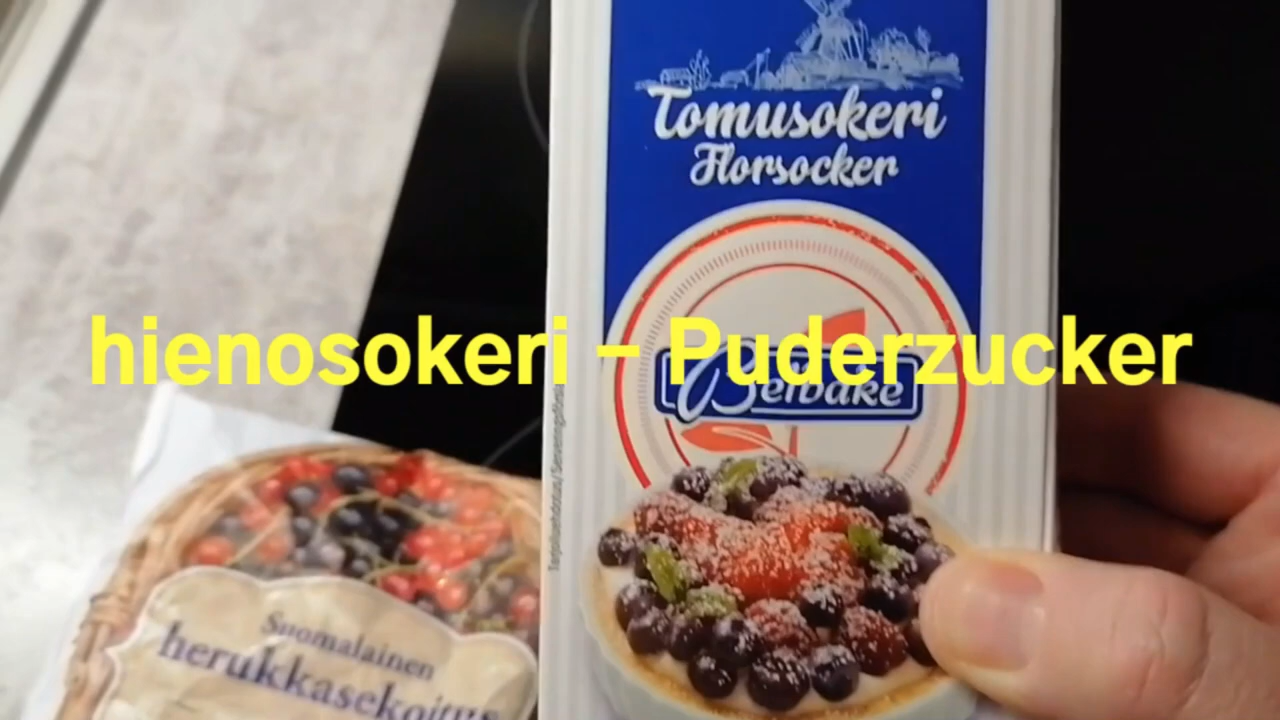 Tomusokeri
Florsocker
hienosokeri - Puderzucker
Belbake
Suomalainen
herukkasekoitus